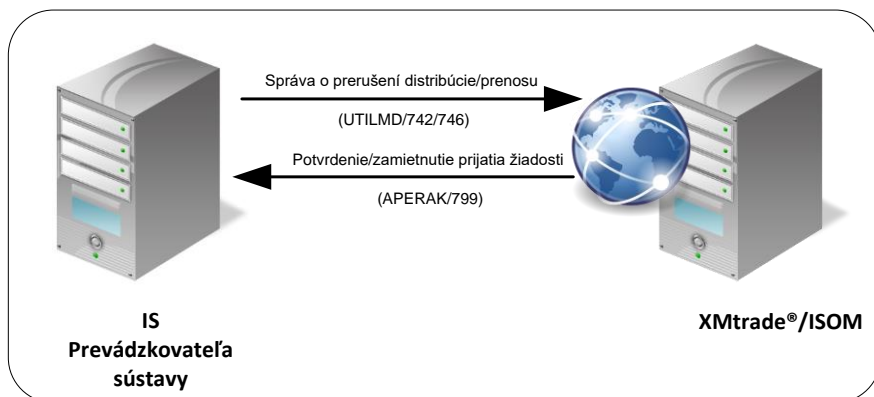 Správa o prerušení distribúcie/prenosu
(UTILMD/742/746)
Potvrdenie/zamietnutie prijatia žiadosti
(APERAK/799)
IS
Prevádzkovateľa
sústavy
XMtrade®/ISOM